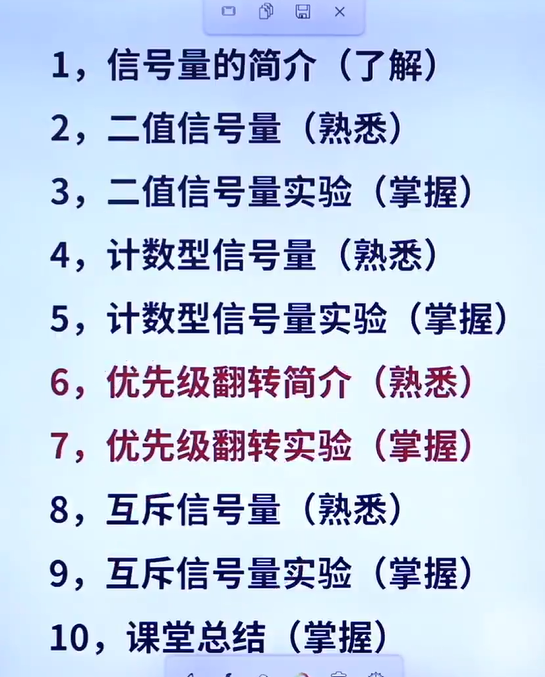 1，信号量的简介（了解）
2，二值信号量（熟悉）
3，二值信号量实验（掌握）
4，计数型信号量（熟悉）
5，计数型信号量实验（掌握）
6，优先级翻转简介（熟悉）
7，优先级翻转实验（掌握）
8，互斥信号量（熟悉）
9，互斥信号量实验（掌握）
10，课堂总结（掌握）